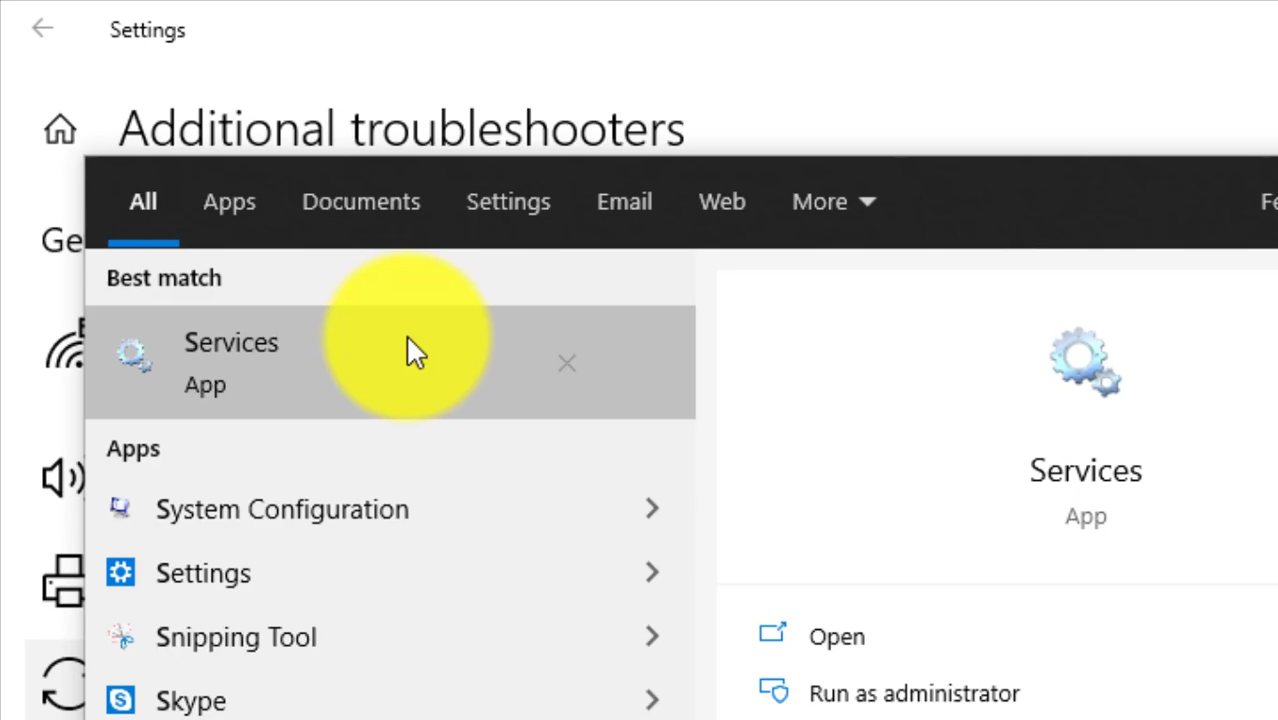 Settings
Additional troubleshooters
All Apps Documents Settings Email Web More
Best match
Services
App
Apps
System Configuration
Settings
Snipping Tool
Skype
Services
App
Open
Run as administrator